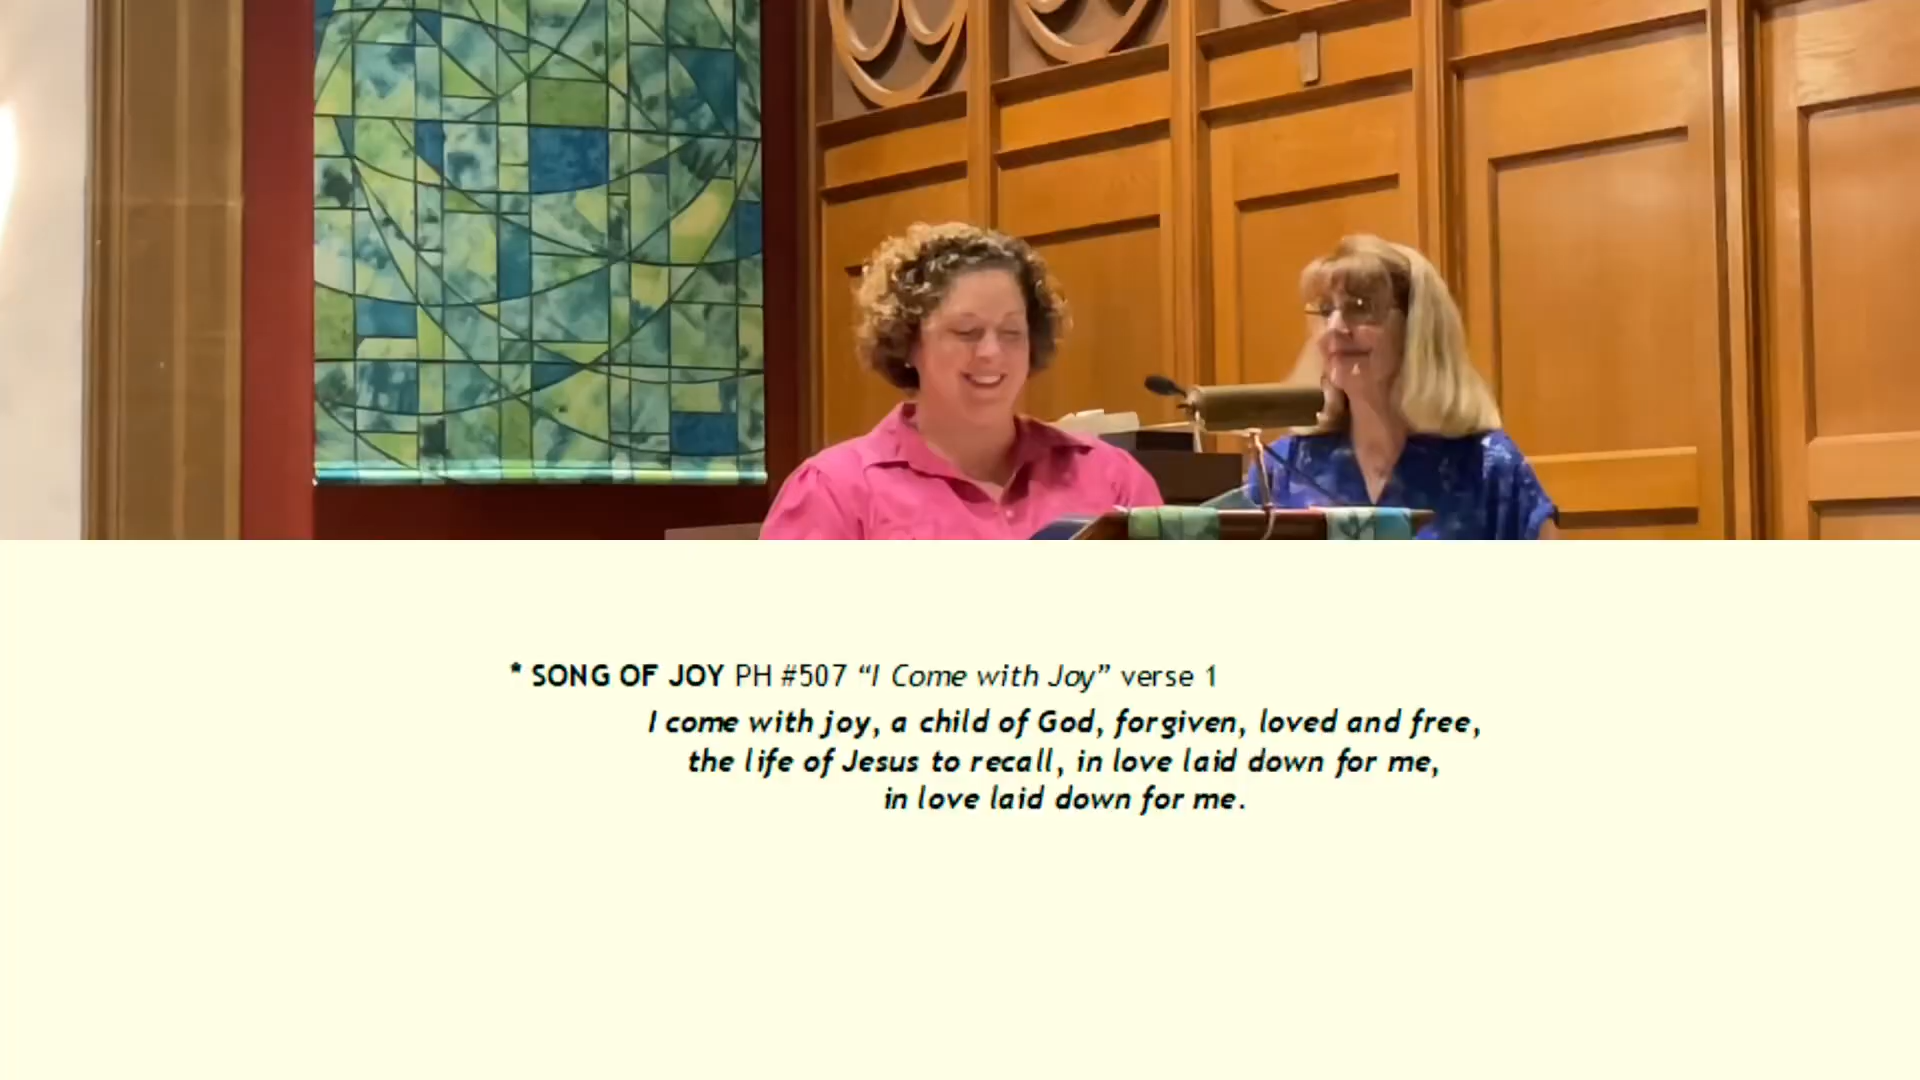 * SONG OF JOY PH #507 “I Come with Joy” verse 1
I come with joy, a child of God, forgiven, loved and free,
the life of Jesus to recall, in love laid down for me,
in love laid down for me.